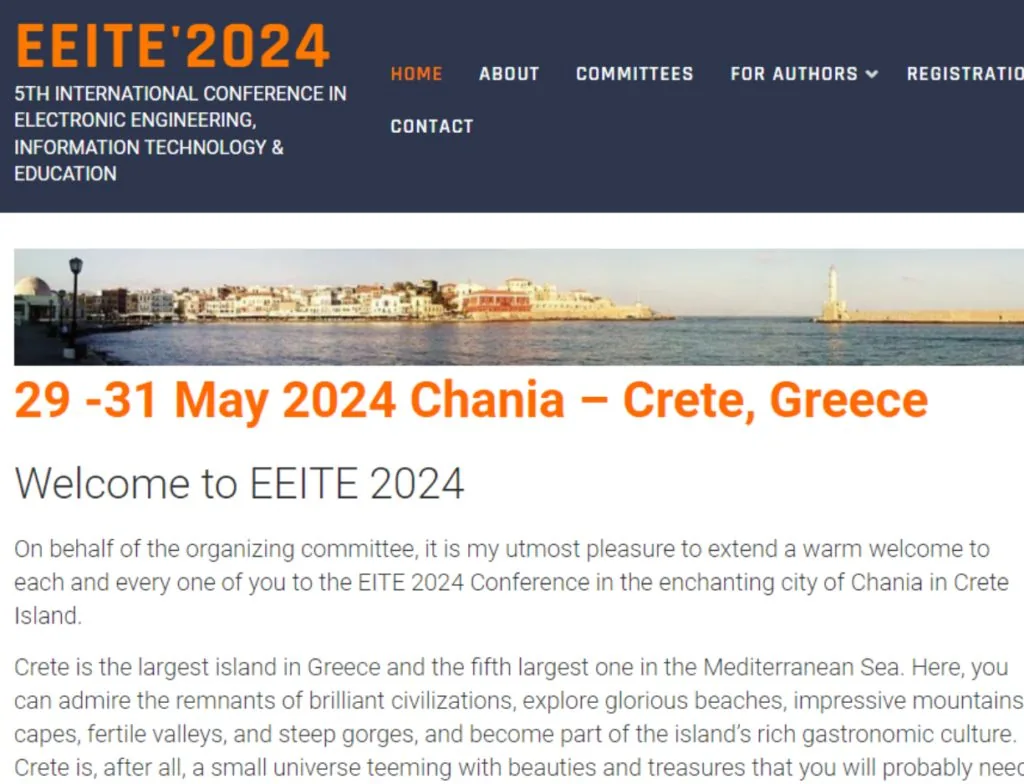 EEITE'2024
5TH INTERNATIONAL CONFERENCE IN
ELECTRONIC ENGINEERING,
INFORMATION TECHNOLOGY &
EDUCATION
HOME ABOUT COMMITTEES FOR AUTHORS REGISTRATIO
CONTACT
29 -31 May 2024 Chania – Crete, Greece
Welcome to EEITE 2024
On behalf of the organizing committee, it is my utmost pleasure to extend a warm welcome to
each and every one of you to the EITE 2024 Conference in the enchanting city of Chania in Crete
Island.
Crete is the largest island in Greece and the fifth largest one in the Mediterranean Sea. Here, you
can admire the remnants of brilliant civilizations, explore glorious beaches, impressive mountains
capes, fertile valleys, and steep gorges, and become part of the island’s rich gastronomic culture.
Crete is, after all, a small universe teeming with beauties and treasures that you will probably need